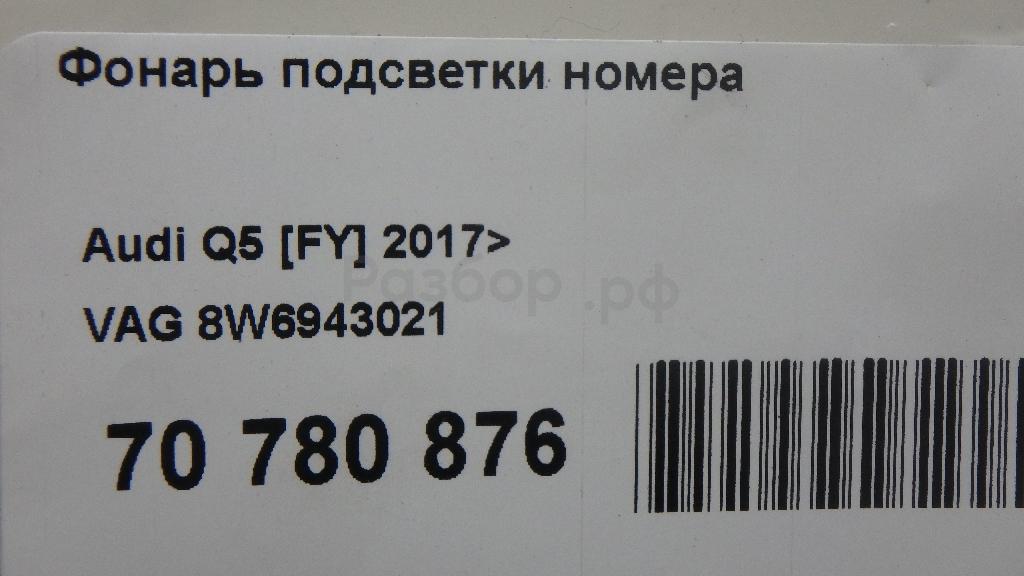 Фонарь подсветки номера
Audi Q5 [FY] 2017>
Разбор.рф
VAG 8W6943021
70 780 876